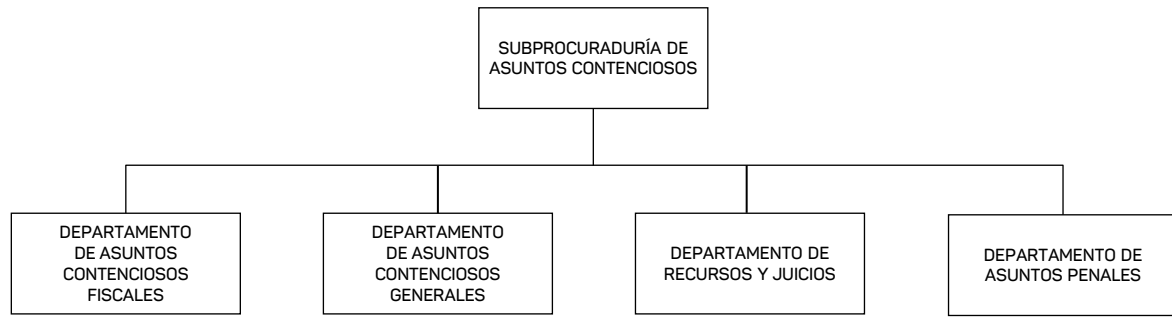 SUBPROCURADURÍA DE
ASUNTOS CONTENCIOSOS
DEPARTAMENTO
DE ASUNTOS
CONTENCIOSOS
FISCALES
DEPARTAMENTO
DE ASUNTOS
CONTENCIOSOS
GENERALES
DEPARTAMENTO DE
RECURSOS Y JUICIOS
DEPARTAMENTO DE
ASUNTOS PENALES